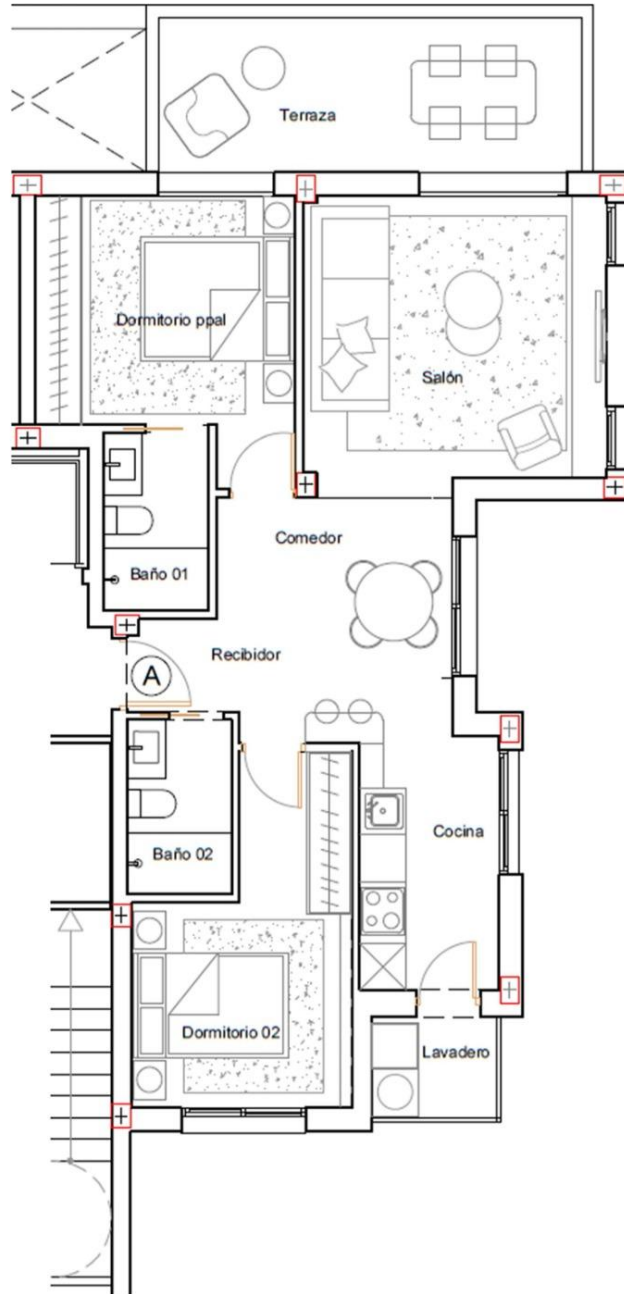 Terraza
Dormitorio ppal
Salón
Comedor
Baño 01
Recibidor
A
Cocina
Baño 02
Dormitorio 02
Lavadero